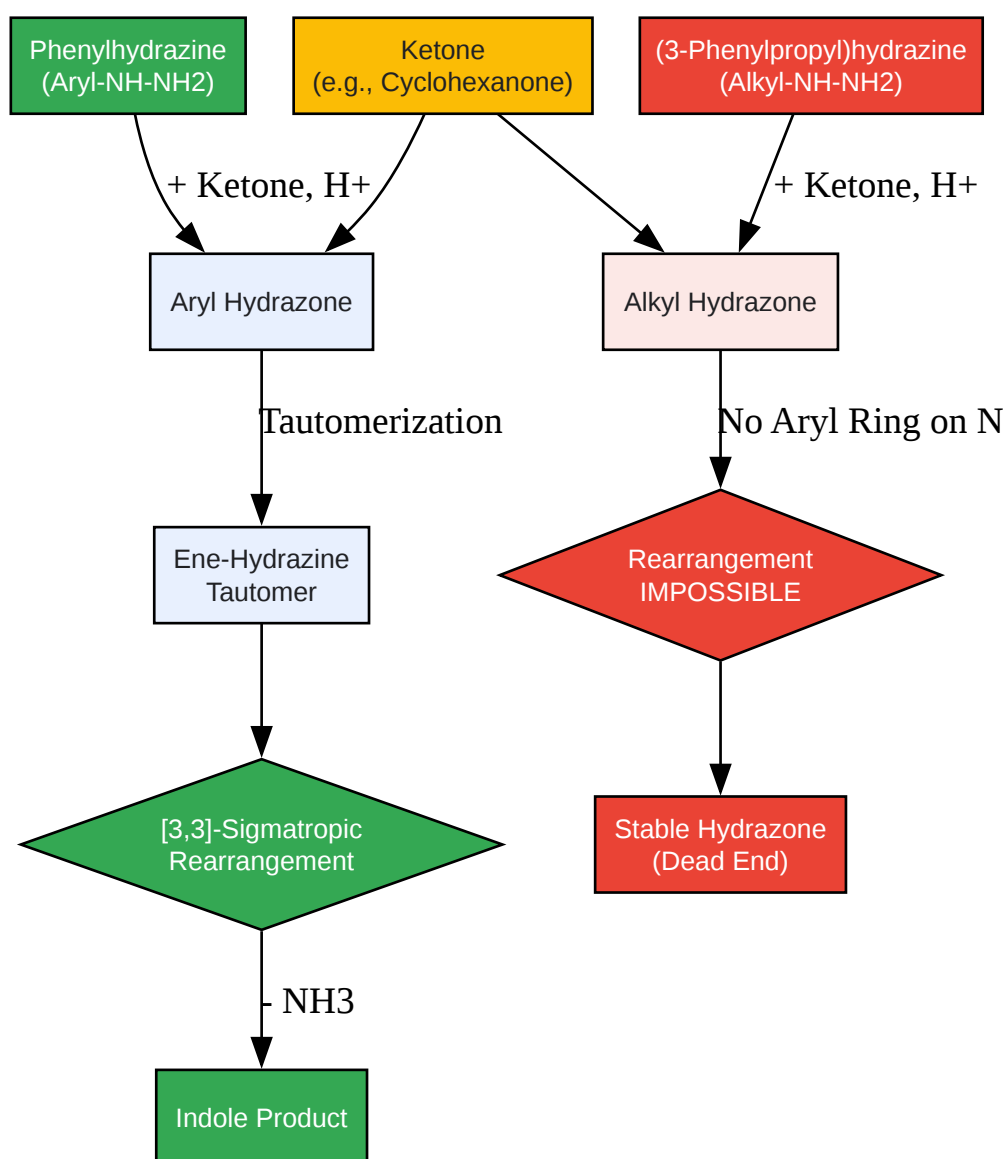 Phenylhydrazine
(Aryl-NH-NH2)
Ketone
(e.g., Cyclohexanone)
(3-Phenylpropyl)hydrazine
(Alkyl-NH-NH2)
+ Ketone, H+
+ Ketone, H+
Aryl Hydrazone
Alkyl Hydrazone
Tautomerization
No Aryl Ring on N
Ene-Hydrazine
Tautomer
Rearrangement
IMPOSSIBLE
[3,3]-Sigmatropic
Rearrangement
Stable Hydrazone
(Dead End)
- NH3
Indole Product